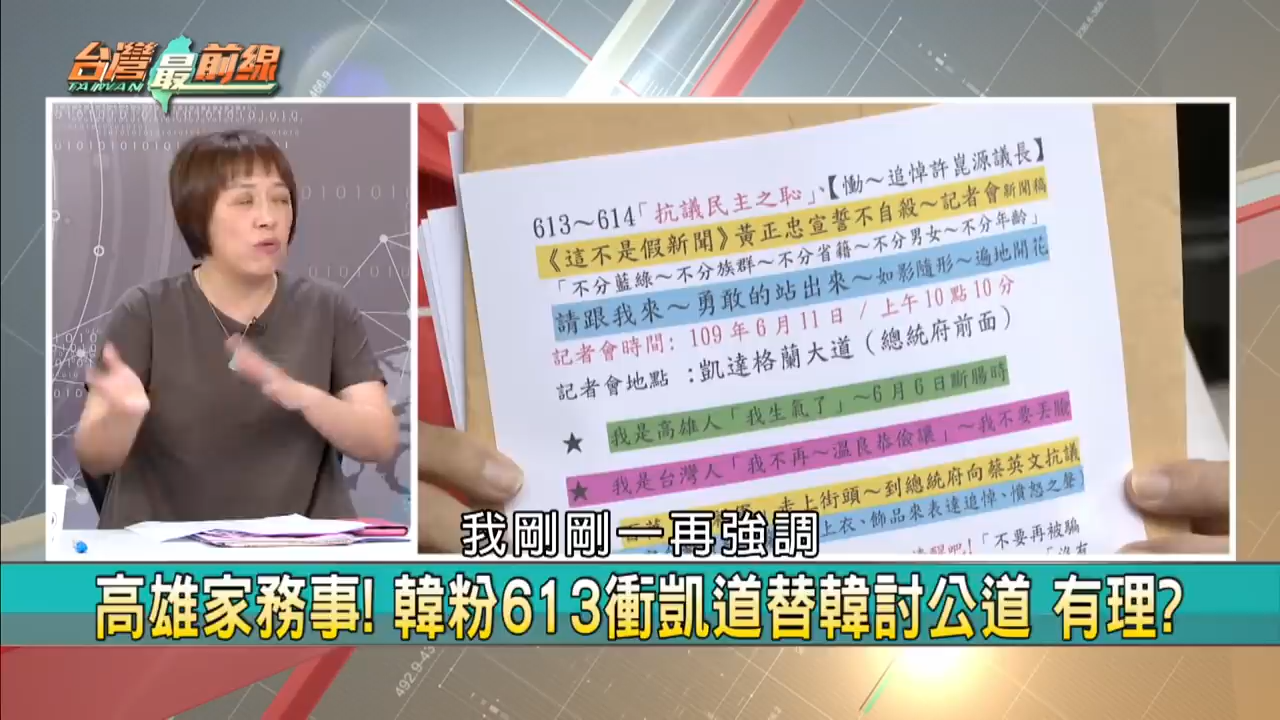 台灣最前線
TAIWAN
613～614「抗議民主之恥」、【慟～追悼許崑源議長】
《這不是假新聞》黃正忠宣誓不自殺～記者會新聞稿
「不分藍綠～不分族群～不分省籍～不分男女～不分年齡」
請跟我來～勇敢的站出來～如影隨形～遍地開花
記者會時間：109年6月11日 / 上午10點10分
記者會地點 ：凱達格蘭大道（總統府前面）
★ 我是高雄人「我生氣了」～6月6日斷腸時
★ 我是台灣人「我不再～溫良恭儉讓」～我不要丟臉
走上街頭～到總統府向蔡英文抗議
上衣、飾品來表達追悼、憤怒之聲）
醒吧！「不要再被騙
我剛剛一再強調
高雄家務事! 韓粉613衝凱道替韓討公道 有理?